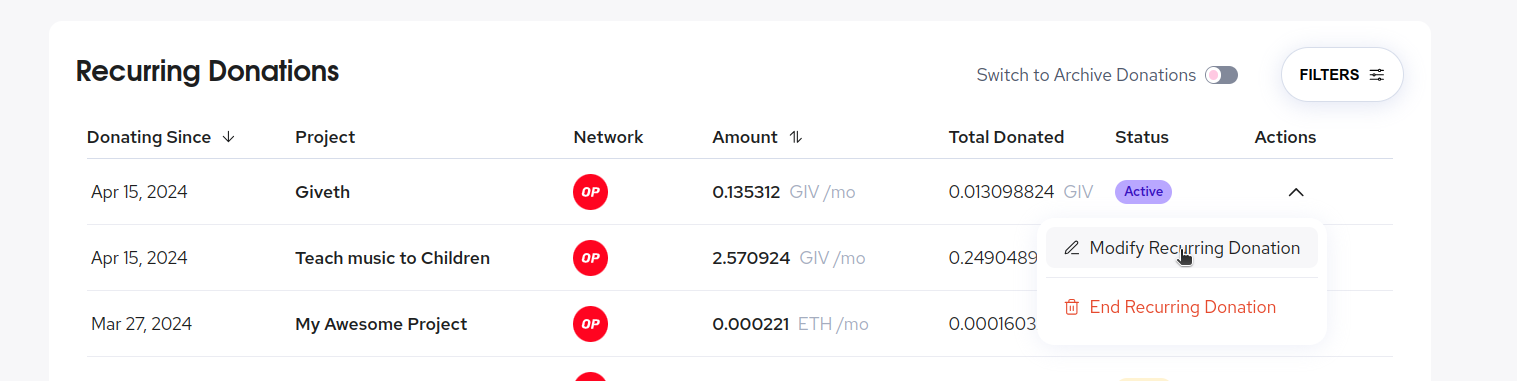 Recurring Donations
Switch to Archive Donations
FILTERS
Donating Since Project Network Amount Total Donated Status Actions
Apr 15, 2024 Giveth OP 0.135312 GIV /mo 0.013098824 GIV Active
Apr 15, 2024 Teach music to Children OP 2.570924 GIV /mo 0.2490489
Modify Recurring Donation
Mar 27, 2024 My Awesome Project OP 0.000221 ETH /mo 0.0001603
End Recurring Donation